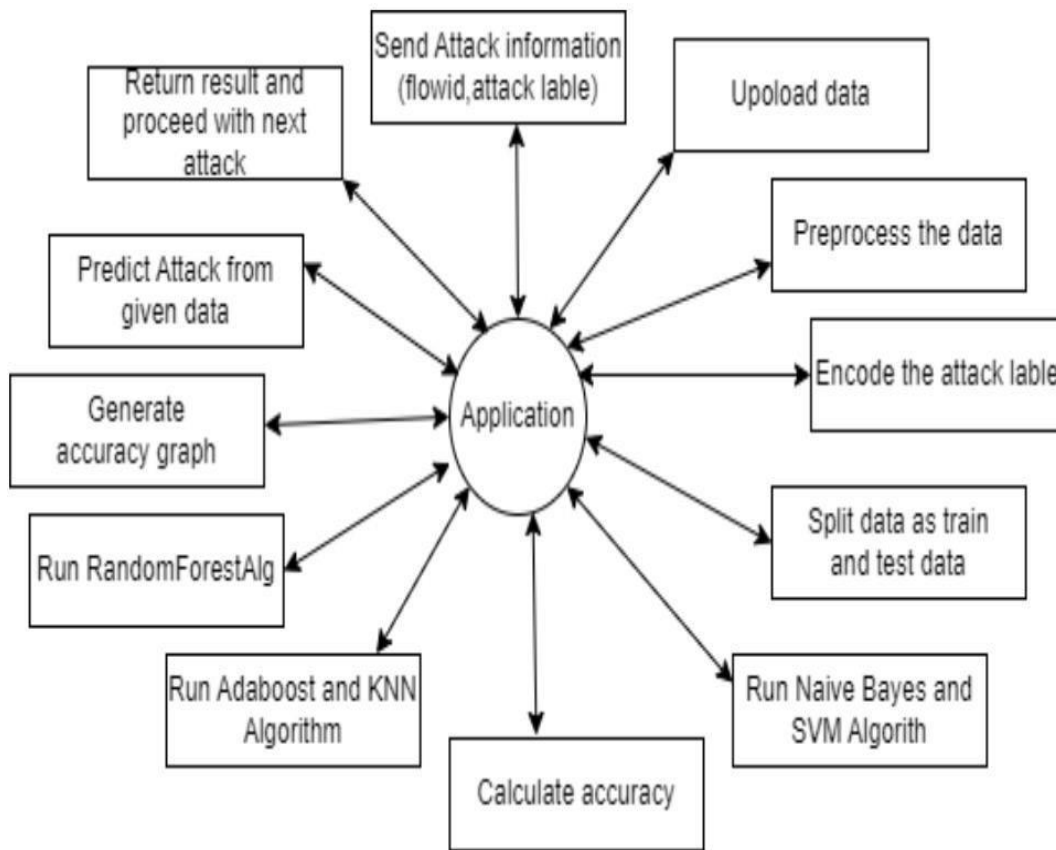 Send Attack information
(flowid,attack lable)
Upoload data
Return result and
proceed with next
attack
Preprocess the data
Predict Attack from
given data
Encode the attack lable
Application
Generate
accuracy graph
Split data as train
and test data
Run RandomForestAlg
Run Adaboost and KNN
Algorithm
Run Naive Bayes and
SVM Algorith
Calculate accuracy